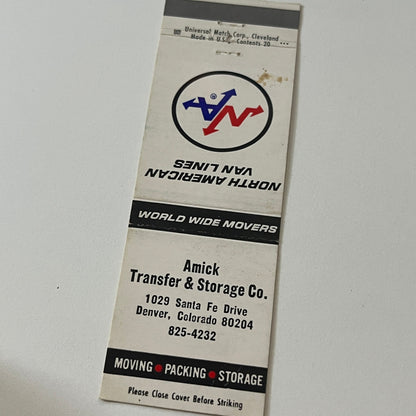 Universal Match Corp., Cleveland
Made in U.S.A. Contents 20
NA®
NORTH AMERICAN
VAN LINES
WORLD WIDE MOVERS
Amick
Transfer & Storage Co.
1029 Santa Fe Drive
Denver, Colorado 80204
825-4232
MOVING • PACKING • STORAGE
Please Close Cover Before Striking